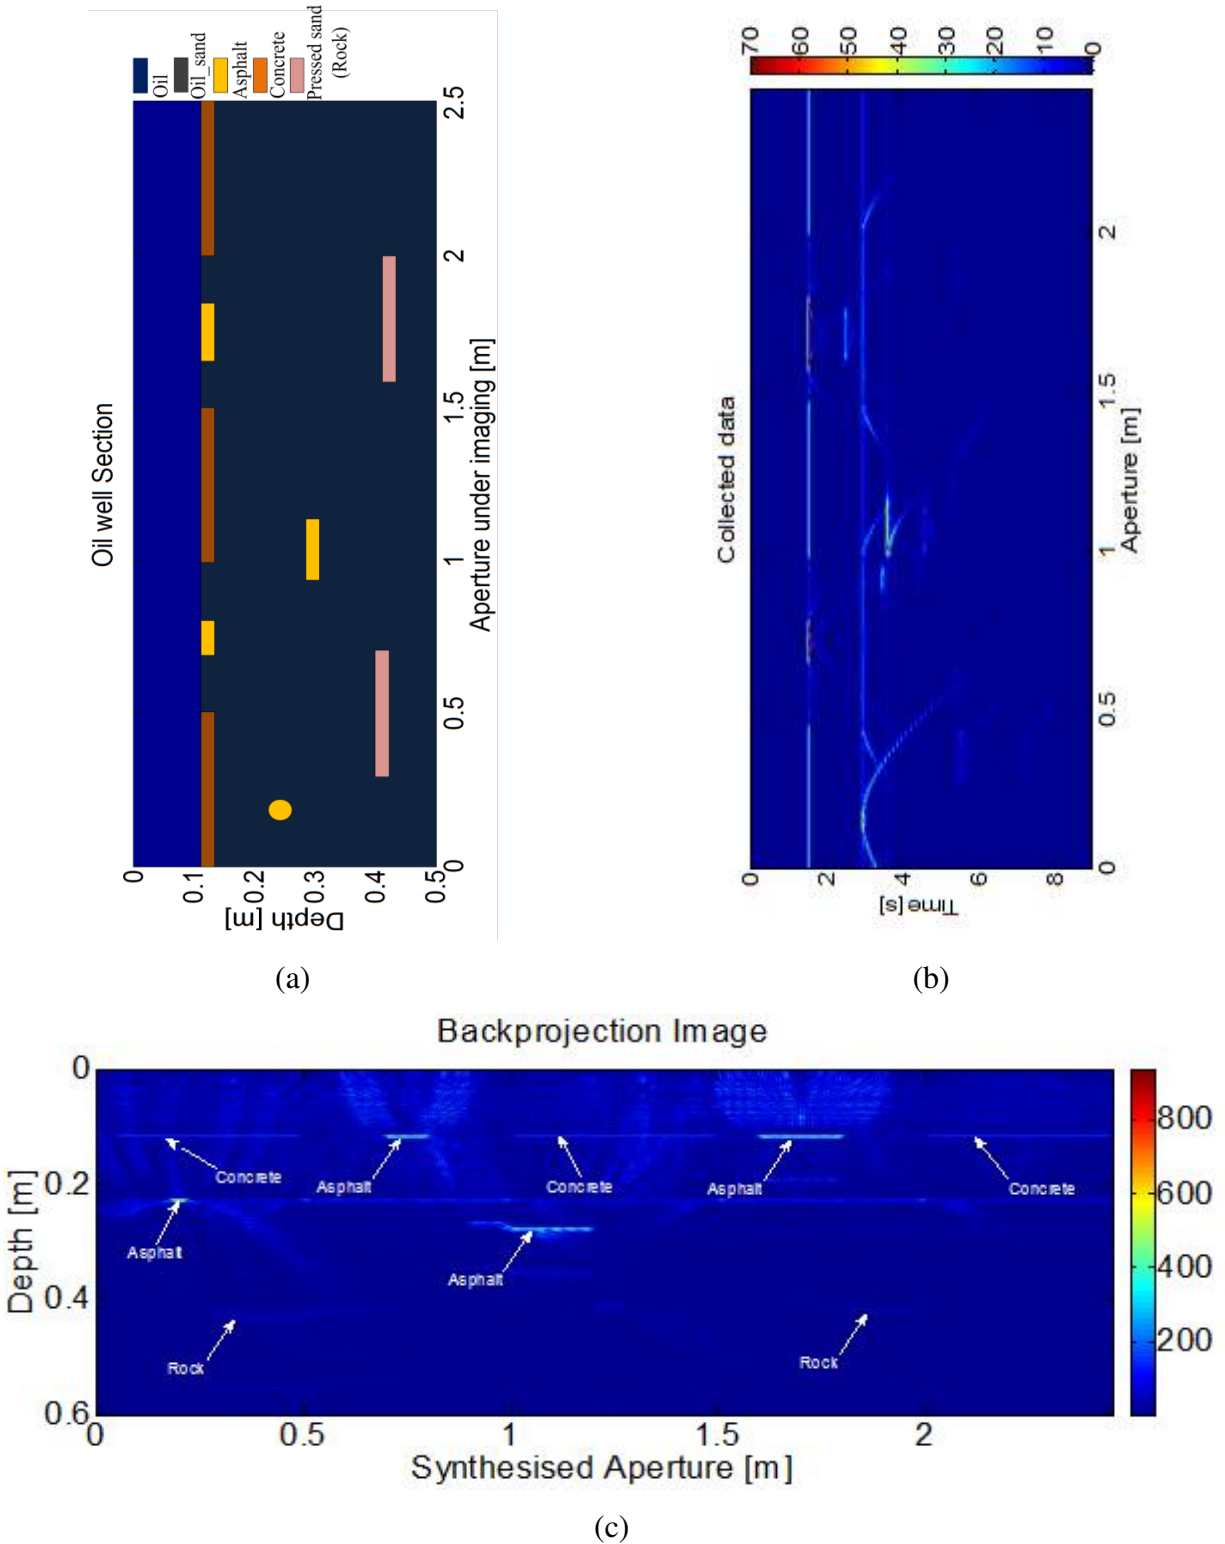 Oil well Section
Oil
Oil_sand
Asphalt
Concrete
Pressed sand
(Rock)
0
0.1
0.2
0.3
0.4
0.5
Depth [m]
0
0.5
1
1.5
2
2.5
Aperture under imaging [m]
(a)
Collected data
70
60
50
40
30
20
10
0
0
2
4
6
8
Time [s]
0
0.5
1
1.5
2
Aperture [m]
(b)
Backprojection Image
0
0.2
0.4
0.6
Depth [m]
Concrete
Asphalt
Concrete
Asphalt
Concrete
Asphalt
Asphalt
Rock
Rock
800
600
400
200
0
0.5
1
1.5
2
Synthesised Aperture [m]
(c)